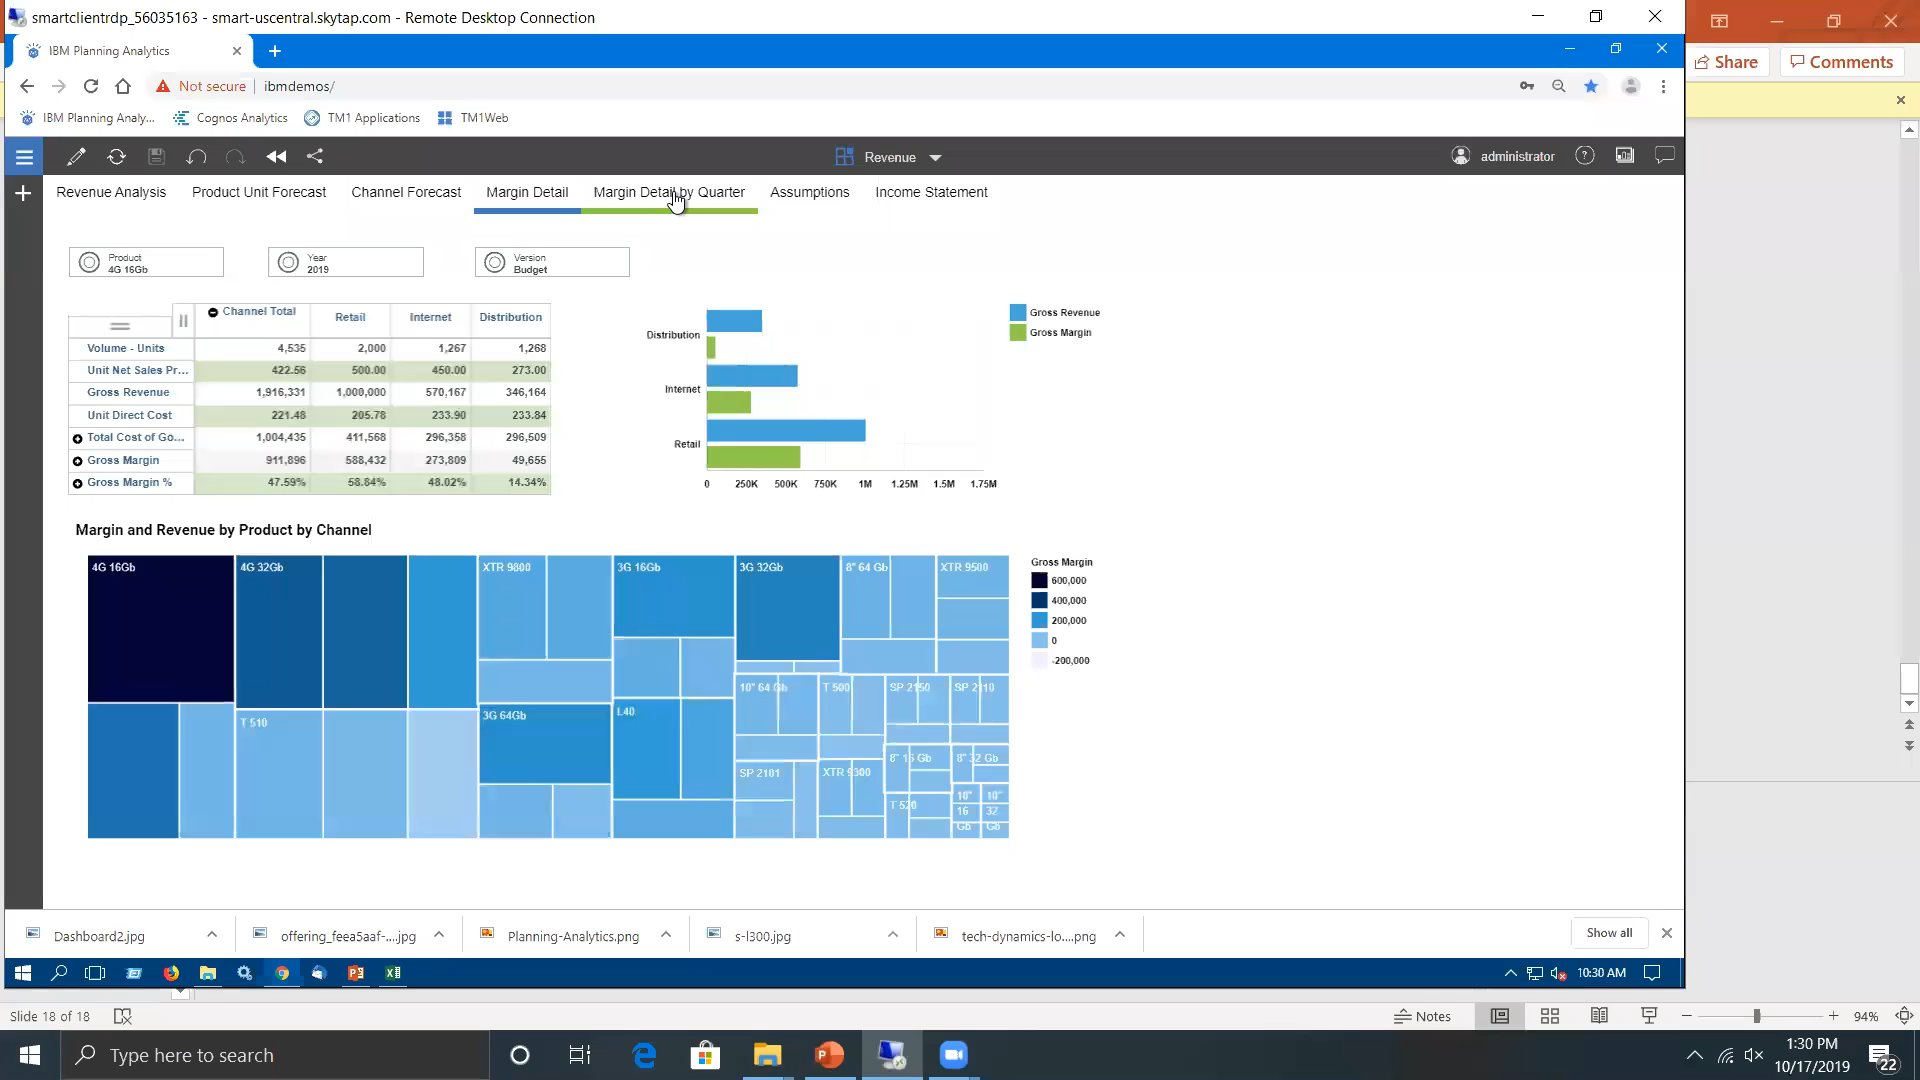 smartclientrdp_56035163 - smart-uscentral.skytap.com - Remote Desktop Connection
Share
Comments
IBM Planning Analytics
Not secure
ibmdemos/
IBM Planning Analy...
Cognos Analytics
TM1 Applications
TM1Web
Revenue
administrator
Revenue Analysis
Product Unit Forecast
Channel Forecast
Margin Detail
Margin Detail by Quarter
Assumptions
Income Statement
Product
4G 16Gb
Year
2019
Version
Budget
Channel Total Retail Internet Distribution
Volume - Units 4,535 2,000 1,267 1,268
Unit Net Sales Pr... 422.56 500.00 450.00 273.00
Gross Revenue 1,916,331 1,000,000 570,167 346,164
Unit Direct Cost 221.48 205.78 233.90 233.84
Total Cost of Go... 1,004,435 411,568 296,358 296,509
Gross Margin 911,896 588,432 273,809 49,655
Gross Margin % 47.59% 58.84% 48.02% 14.34%
Distribution
Internet
Retail
0 250K 500K 750K 1M 1.25M 1.5M 1.75M
Gross Revenue
Gross Margin
Margin and Revenue by Product by Channel
4G 16Gb
4G 32Gb
XTR 9800
3G 16Gb
3G 32Gb
8" 64 Gb
XTR 9500
T 510
3G 64Gb
L40
10" 64 Gb
T 500
SP 2150
SP 2110
SP 2101
XTR 9300
8" 16 Gb
8" 32 Gb
T 520
10"
16
Gb
10"
32
Gb
Gross Margin
600,000
400,000
200,000
0
-200,000
Dashboard2.jpg
offering_feea5aaf-....jpg
Planning-Analytics.png
s-l300.jpg
tech-dynamics-lo....png
Show all
10:30 AM
Slide 18 of 18
Notes
94%
Type here to search
1:30 PM
10/17/2019
22